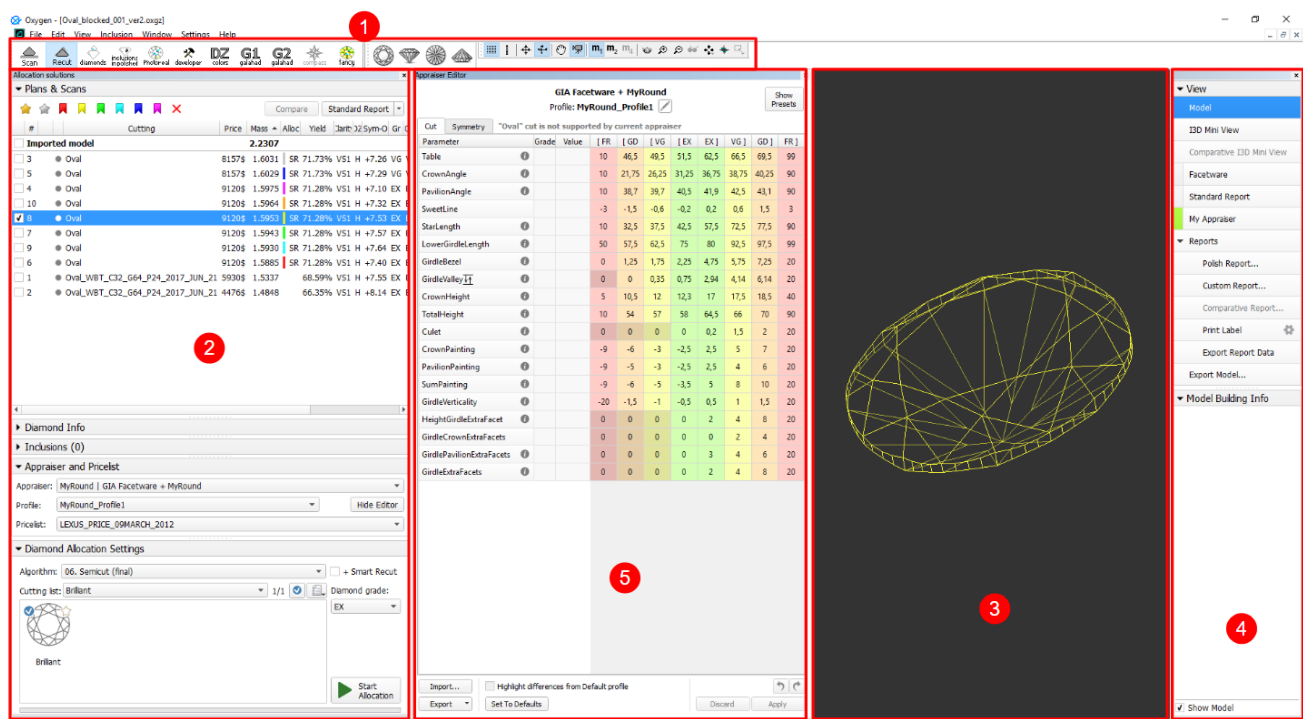 Oxygen - [Oval_blocked_001_ver2.oxgz]
File Edit View Inclusion Window Settings Help
1
Scan Recut diamonds inclusions inpolished Photoreal developer DZ colors G1 galahad G2 galahad compass fancy m1 m2
Allocation solutions
Plans & Scans
Compare Standard Report
# Cutting Price Mass Alloc Yield Sym-O Gr
Imported model 2.2307
3 Oval 8157$ 1.6031 SR 71.73% VS1 H +7.26 VG
5 Oval 8157$ 1.6029 SR 71.73% VS1 H +7.29 VG
4 Oval 9120$ 1.5975 SR 71.28% VS1 H +7.10 EX
10 Oval 9120$ 1.5964 SR 71.28% VS1 H +7.32 EX
8 Oval 9120$ 1.5953 SR 71.28% VS1 H +7.53 EX
7 Oval 9120$ 1.5943 SR 71.28% VS1 H +7.57 EX
9 Oval 9120$ 1.5930 SR 71.28% VS1 H +7.64 EX
6 Oval 9120$ 1.5885 SR 71.28% VS1 H +7.40 EX
1 Oval_WBT_C32_G64_P24_2017_JUN_21 5930$ 1.5337 68.59% VS1 H +7.55 EX
2 Oval_WBT_C32_G64_P24_2017_JUN_21 4476$ 1.4848 66.35% VS1 H +8.14 EX
2
Diamond Info
Inclusions (0)
Appraiser and Pricelist
Appraiser: MyRound | GIA Facetware + MyRound
Profile: MyRound_Profile1 Hide Editor
Pricelist: LEXUS_PRICE_09MARCH_2012
Diamond Allocation Settings
Algorithm: 06. Semicut (final) + Smart Recut
Cutting list: Brilliant 1/1 Diamond grade:
EX
Brilliant
Start
Allocation
Appraiser Editor
GIA Facetware + MyRound
Profile: MyRound_Profile1
Show
Presets
Cut Symmetry "Oval" cut is not supported by current appraiser
Parameter Grade Value [ FR [ GD [ VG [ EX EX ] VG ] GD ] FR ]
Table 10 46,5 49,5 51,5 62,5 66,5 69,5 99
CrownAngle 10 21,75 26,25 31,25 36,75 38,75 40,25 90
PavilionAngle 10 38,7 39,7 40,5 41,9 42,5 43,1 90
SweetLine -3 -1,5 -0,6 -0,2 0,2 0,6 1,5 3
StarLength 10 32,5 37,5 42,5 57,5 72,5 77,5 90
LowerGirdleLength 50 57,5 62,5 75 80 92,5 97,5 99
GirdleBezel 0 1,25 1,75 2,25 4,75 5,75 7,25 20
GirdleValley 0 0 0,35 0,75 2,94 4,14 6,14 20
CrownHeight 5 10,5 12 12,3 17 17,5 18,5 40
TotalHeight 10 54 57 58 64,5 66 70 90
Culet 0 0 0 0 0,2 1,5 2 20
CrownPainting -9 -6 -3 -2,5 2,5 5 7 20
PavilionPainting -9 -5 -3 -2,5 2,5 4 6 20
SumPainting -9 -6 -5 -3,5 5 8 10 20
GirdleVerticality -20 -1,5 -1 -0,5 0,5 1 1,5 20
HeightGirdleExtraFacet 0 0 0 0 2 4 8 20
GirdleCrownExtraFacets 0 0 0 0 0 2 4 20
GirdlePavilionExtraFacets 0 0 0 0 3 4 6 20
GirdleExtraFacets 0 0 0 0 2 4 8 20
5
Import... Highlight differences from Default profile
Export Set To Defaults Discard Apply
3
View
Model
I3D Mini View
Comparative I3D Mini View
Facetware
Standard Report
My Appraiser
Reports
Polish Report...
Custom Report...
Comparative Report...
Print Label
Export Report Data
Export Model...
Model Building Info
4
Show Model